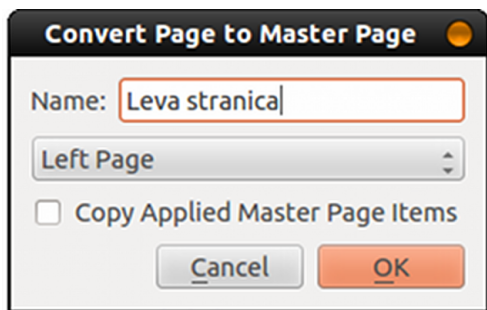 Convert Page to Master Page
Name: Leva stranica
Left Page
Copy Applied Master Page Items
Cancel OK